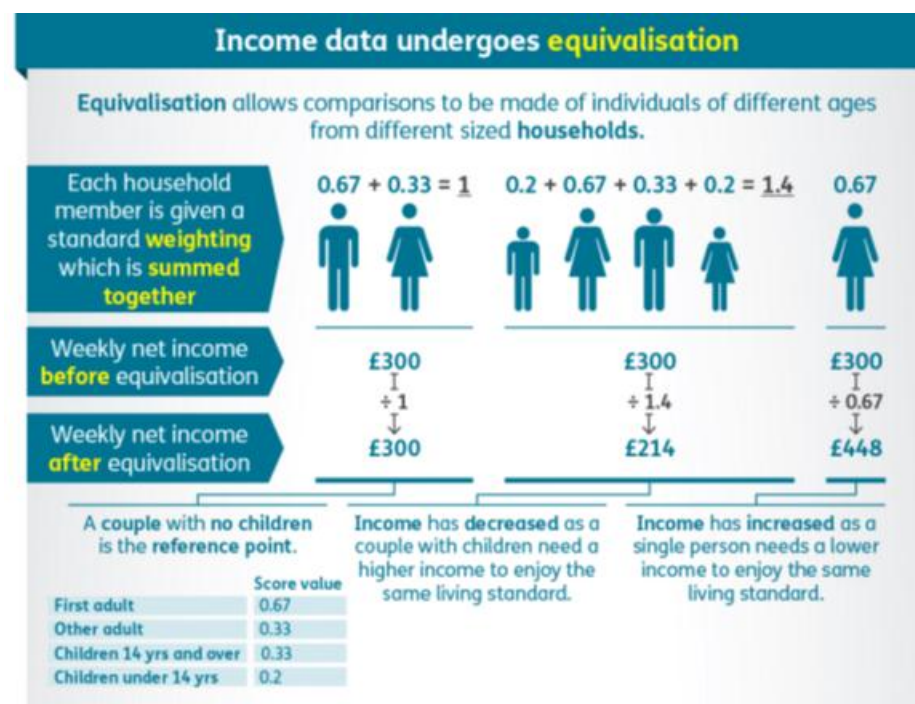 Income data undergoes equivalisation
Equivalisation allows comparisons to be made of individuals of different ages
from different sized households.
Each household
member is given a
standard weighting
which is summed
together
0.67 + 0.33 = 1
0.2 + 0.67 + 0.33 + 0.2 = 1.4
0.67
Weekly net income
before equivalisation
£300
÷ 1
£300
÷ 1.4
£300
÷ 0.67
Weekly net income
after equivalisation
£300
£214
£448
A couple with no children
is the reference point.
Income has decreased as a
couple with children need a
higher income to enjoy the
same living standard.
Income has increased as a
single person needs a lower
income to enjoy the same
living standard.
Score value
First adult 0.67
Other adult 0.33
Children 14 yrs and over 0.33
Children under 14 yrs 0.2